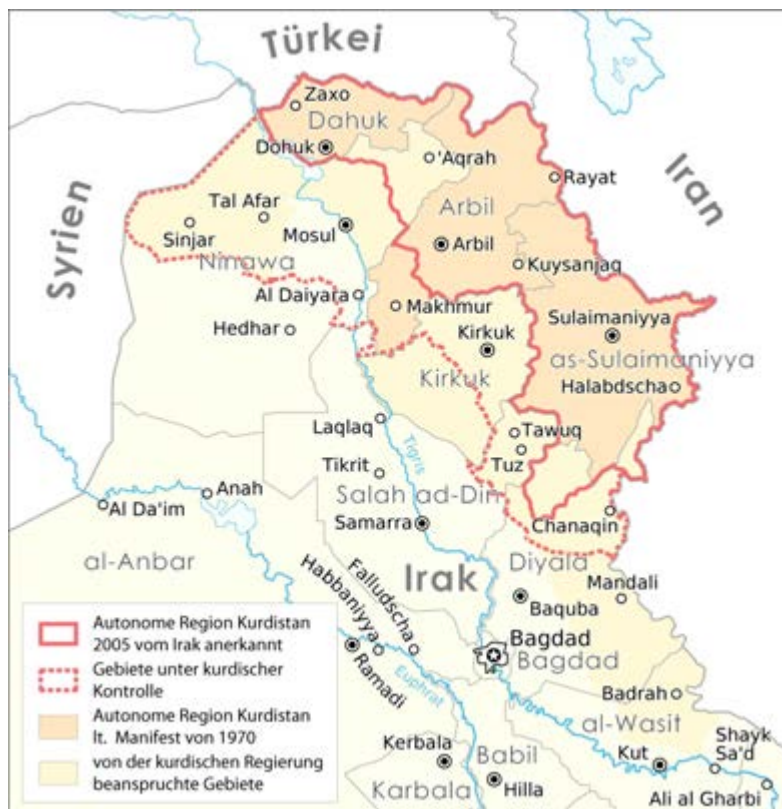 Türkei
Zaxo
Dahuk
Dohuk
'Aqrah
Rayat
Iran
Syrien
Tal Afar
Sinjar
Mosul
Ninawa
Arbil
Arbil
Kuysanjaq
Al Daiyara
Makhmur
Hedhar
Kirkuk
Kirkuk
Sulaimaniyya
as-Sulaimaniyya
Halabdscha
Laqlaq
Tigris
Tawuq
Tuz
Tikrit
Salah ad-Din
Anah
Al Da'im
Samarra
Chanaqin
al-Anbar
Irak
Diyala
Mandali
Habbaniyya
Falludscha
Baquba
Bagdad
Bagdad
Ramadi
Euphrat
Badrah
al-Wasit
Kerbala
Karbala
Babil
Hilla
Kut
Shayk
Sa'd
Ali al Gharbi
Autonome Region Kurdistan
2005 vom Irak anerkannt
Gebiete unter kurdischer
Kontrolle
Autonome Region Kurdistan
lt. Manifest von 1970
von der kurdischen Regierung
beanspruchte Gebiete